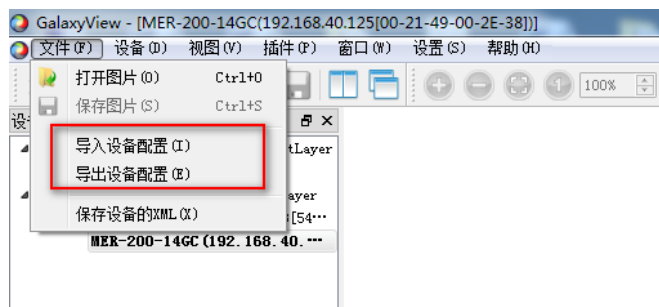 GalaxyView - [MER-200-14GC(192.168.40.125[00-21-49-00-2E-38])]
文件(F) 设备(D) 视图(V) 插件(P) 窗口(W) 设置(S) 帮助(H)
打开图片(O) Ctrl+O
100%
保存图片(S) Ctrl+S
导入设备配置(I)
tLayer
导出设备配置(E)
ayer
保存设备的XML(X)
[54...
MER-200-14GC(192.168.40....